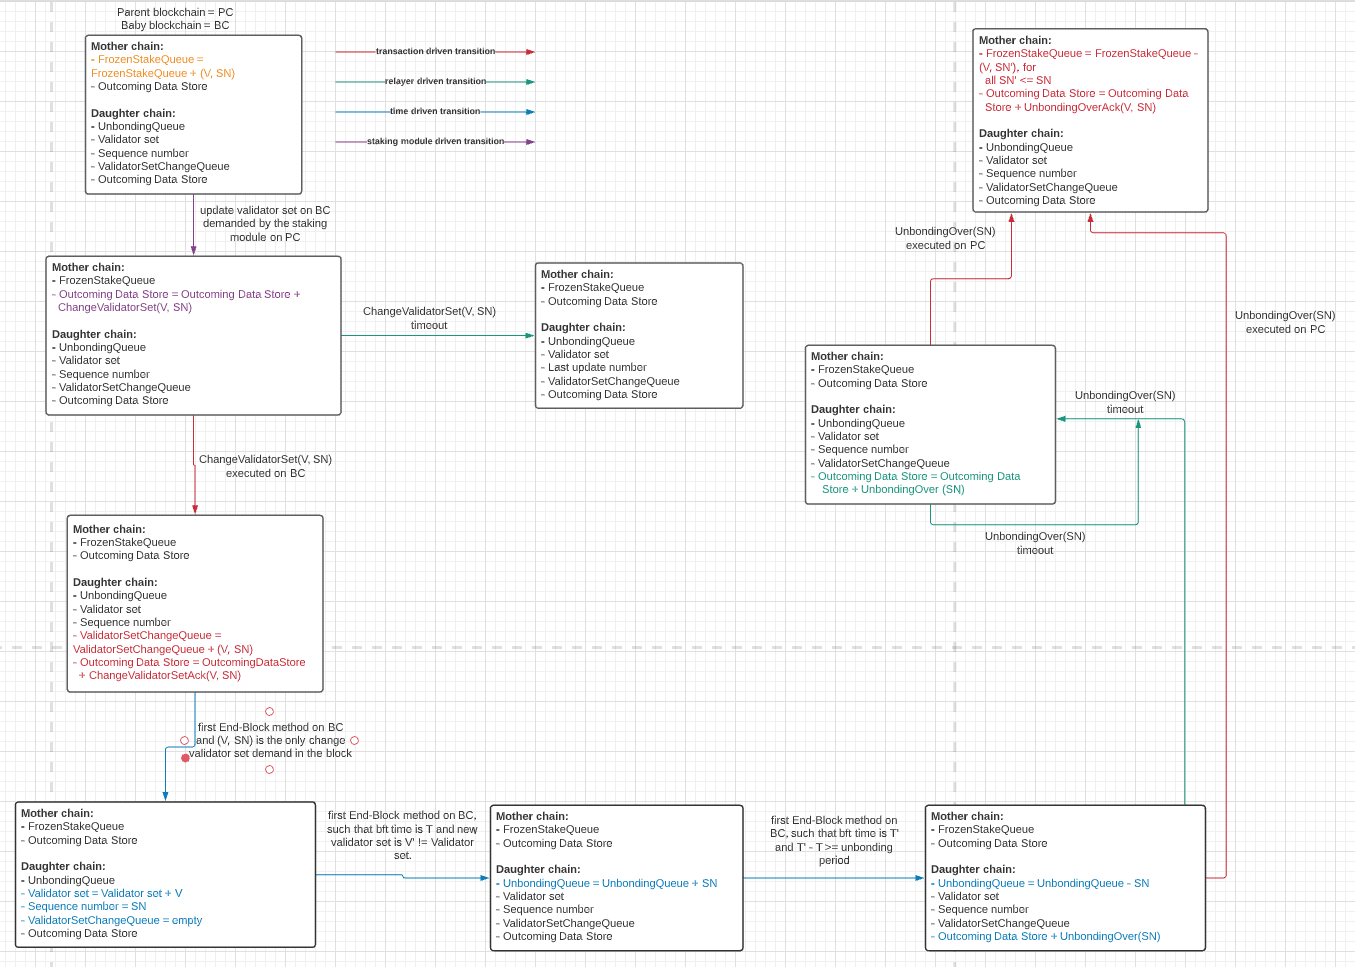 Parent blockchain = PC
Baby blockchain = BC
Mother chain:
- FrozenStakeQueue =
FrozenStakeQueue + (V, SN)
- Outcoming Data Store
Daughter chain:
- UnbondingQueue
- Validator set
- Sequence number
- ValidatorSetChangeQueue
- Outcoming Data Store
transaction driven transition
relayer driven transition
time driven transition
staking module driven transition
update validator set on BC
demanded by the staking
module on PC
Mother chain:
- FrozenStakeQueue
- Outcoming Data Store = Outcoming Data Store +
ChangeValidatorSet(V, SN)
Daughter chain:
- UnbondingQueue
- Validator set
- Sequence number
- ValidatorSetChangeQueue
- Outcoming Data Store
ChangeValidatorSet(V, SN)
timeout
Mother chain:
- FrozenStakeQueue
- Outcoming Data Store
Daughter chain:
- UnbondingQueue
- Validator set
- Last update number
- ValidatorSetChangeQueue
- Outcoming Data Store
ChangeValidatorSet(V, SN)
executed on BC
Mother chain:
- FrozenStakeQueue
- Outcoming Data Store
Daughter chain:
- UnbondingQueue
- Validator set
- Sequence number
- ValidatorSetChangeQueue =
ValidatorSetChangeQueue + (V, SN)
- Outcoming Data Store = OutcomingDataStore
+ ChangeValidatorSetAck(V, SN)
first End-Block method on BC
and (V, SN) is the only change
validator set demand in the block
Mother chain:
- FrozenStakeQueue
- Outcoming Data Store
Daughter chain:
- UnbondingQueue
- Validator set = Validator set + V
- Sequence number = SN
- ValidatorSetChangeQueue = empty
- Outcoming Data Store
first End-Block method on BC,
such that bft time is T and new
validator set is V' != Validator
set.
Mother chain:
- FrozenStakeQueue
- Outcoming Data Store
Daughter chain:
- UnbondingQueue = UnbondingQueue + SN
- Validator set
- Sequence number
- ValidatorSetChangeQueue
- Outcoming Data Store
first End-Block method on
BC, such that bft time is T'
and T' - T >= unbonding
period
Mother chain:
- FrozenStakeQueue
- Outcoming Data Store
Daughter chain:
- UnbondingQueue = UnbondingQueue - SN
- Validator set
- Sequence number
- ValidatorSetChangeQueue
- Outcoming Data Store + UnbondingOver(SN)
UnbondingOver(SN)
timeout
Mother chain:
- FrozenStakeQueue
- Outcoming Data Store
Daughter chain:
- UnbondingQueue
- Validator set
- Sequence number
- ValidatorSetChangeQueue
- Outcoming Data Store = Outcoming Data
Store + UnbondingOver (SN)
UnbondingOver(SN)
timeout
UnbondingOver(SN)
executed on PC
UnbondingOver(SN)
executed on PC
Mother chain:
- FrozenStakeQueue = FrozenStakeQueue -
(V, SN'), for
all SN' <= SN
- Outcoming Data Store = Outcoming Data
Store + UnbondingOverAck(V, SN)
Daughter chain:
- UnbondingQueue
- Validator set
- Sequence number
- ValidatorSetChangeQueue
- Outcoming Data Store